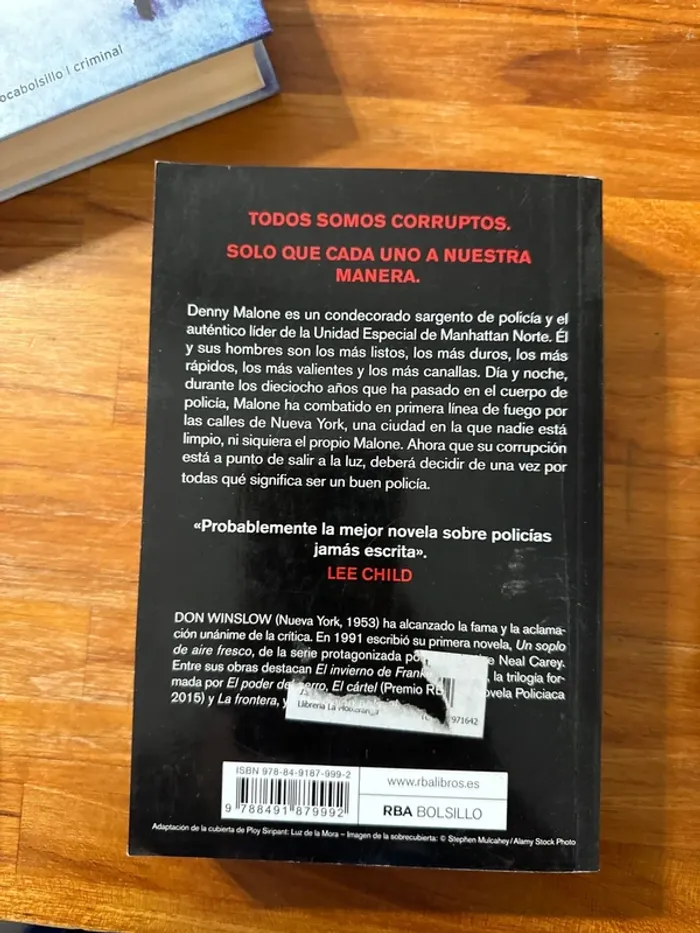 ocabolsillo | criminal
TODOS SOMOS CORRUPTOS.
SOLO QUE CADA UNO A NUESTRA
MANERA.
Denny Malone es un condecorado sargento de policía y el
auténtico líder de la Unidad Especial de Manhattan Norte. Él
y sus hombres son los más listos, los más duros, los más
rápidos, los más valientes y los más canallas. Día y noche,
durante los dieciocho años que ha pasado en el cuerpo de
policía, Malone ha combatido en primera línea de fuego por
las calles de Nueva York, una ciudad en la que nadie está
limpio, ni siquiera el propio Malone. Ahora que su corrupción
está a punto de salir a la luz, deberá decidir de una vez por
todas qué significa ser un buen policía.
«Probablemente la mejor novela sobre policías
jamás escrita».
LEE CHILD
DON WINSLOW (Nueva York, 1953) ha alcanzado la fama y la aclama-
ción unánime de la crítica. En 1991 escribió su primera novela, Un soplo
de aire fresco, de la serie protagonizada po e Neal Carey.
Entre sus obras destacan El invierno de Frank , la trilogía for-
mada por El poder de erro, El cártel (Premio R ovela Policiaca
2015) y La frontera, y
Llibreria La
971642
ISBN 978-84-9187-999-2
9 788491 879992
www.rbalibros.es
RBA BOLSILLO
Adaptación de la cubierta de Ploy Siripant: Luz de la Mora – Imagen de la sobrecubierta: © Stephen Mulcahey / Alamy Stock Photo